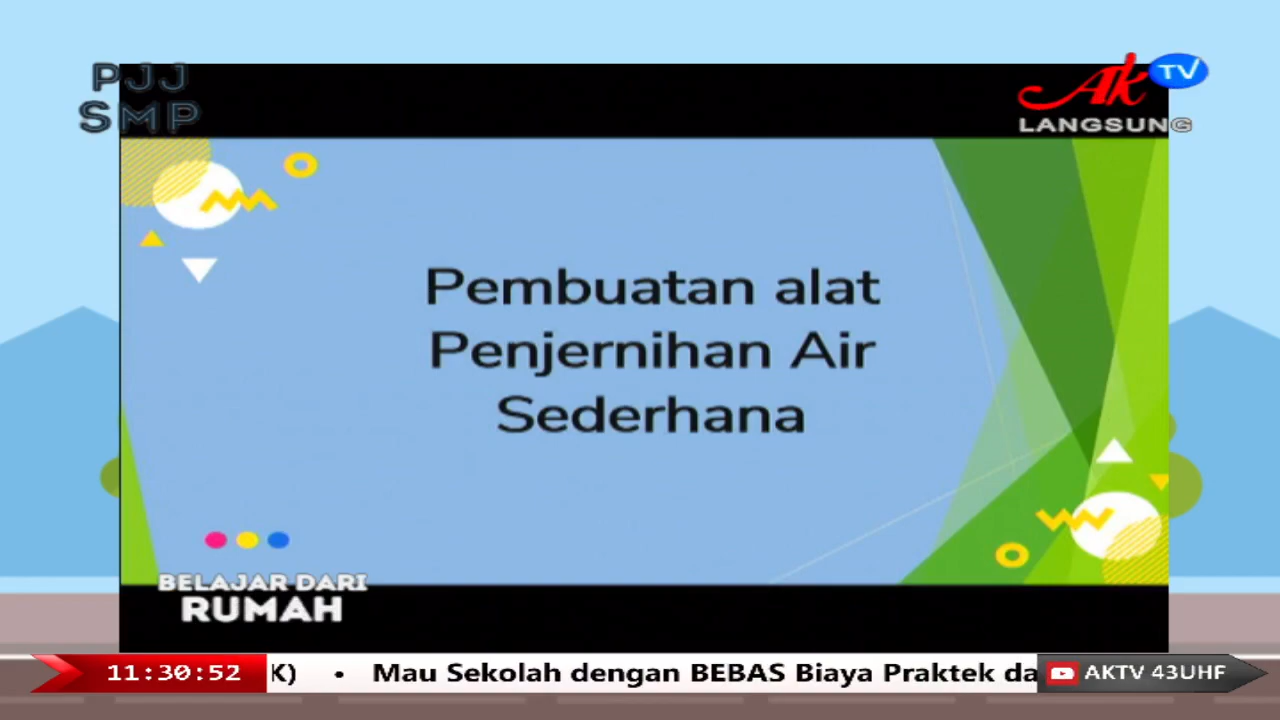 PJJ
SMP
Ak TV
LANGSUNG
Pembuatan alat
Penjernihan Air
Sederhana
BELAJAR DARI
RUMAH
11:30:52
K) • Mau Sekolah dengan BEBAS Biaya Praktek da
AKTV 43UHF